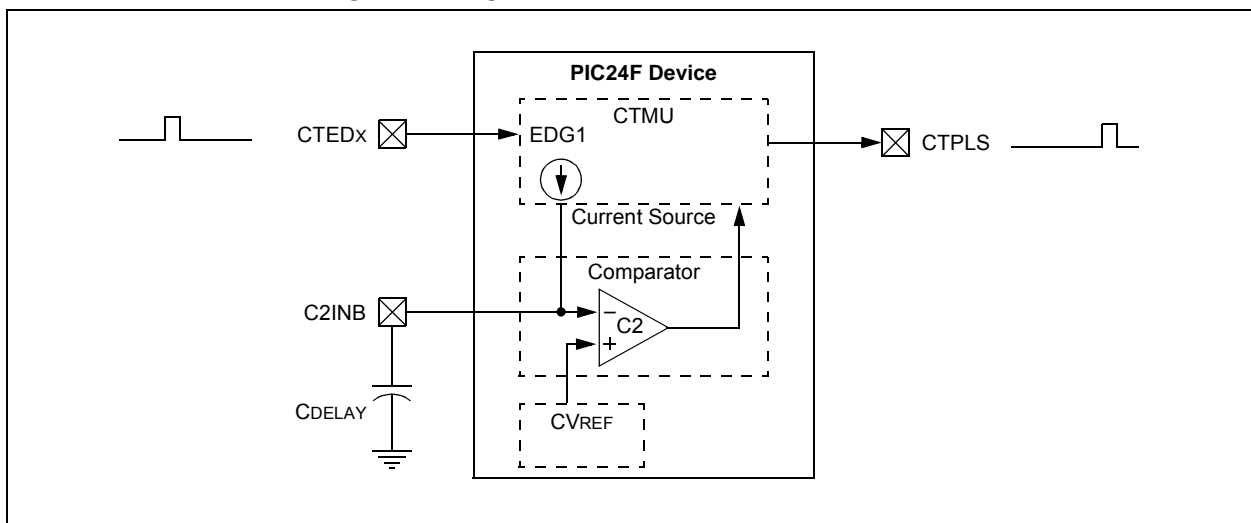 PIC24F Device
CTMU
CTEDX
EDG1
CTPLS
Current Source
Comparator
C2INB
−
C2
+
CDELAY
CVREF